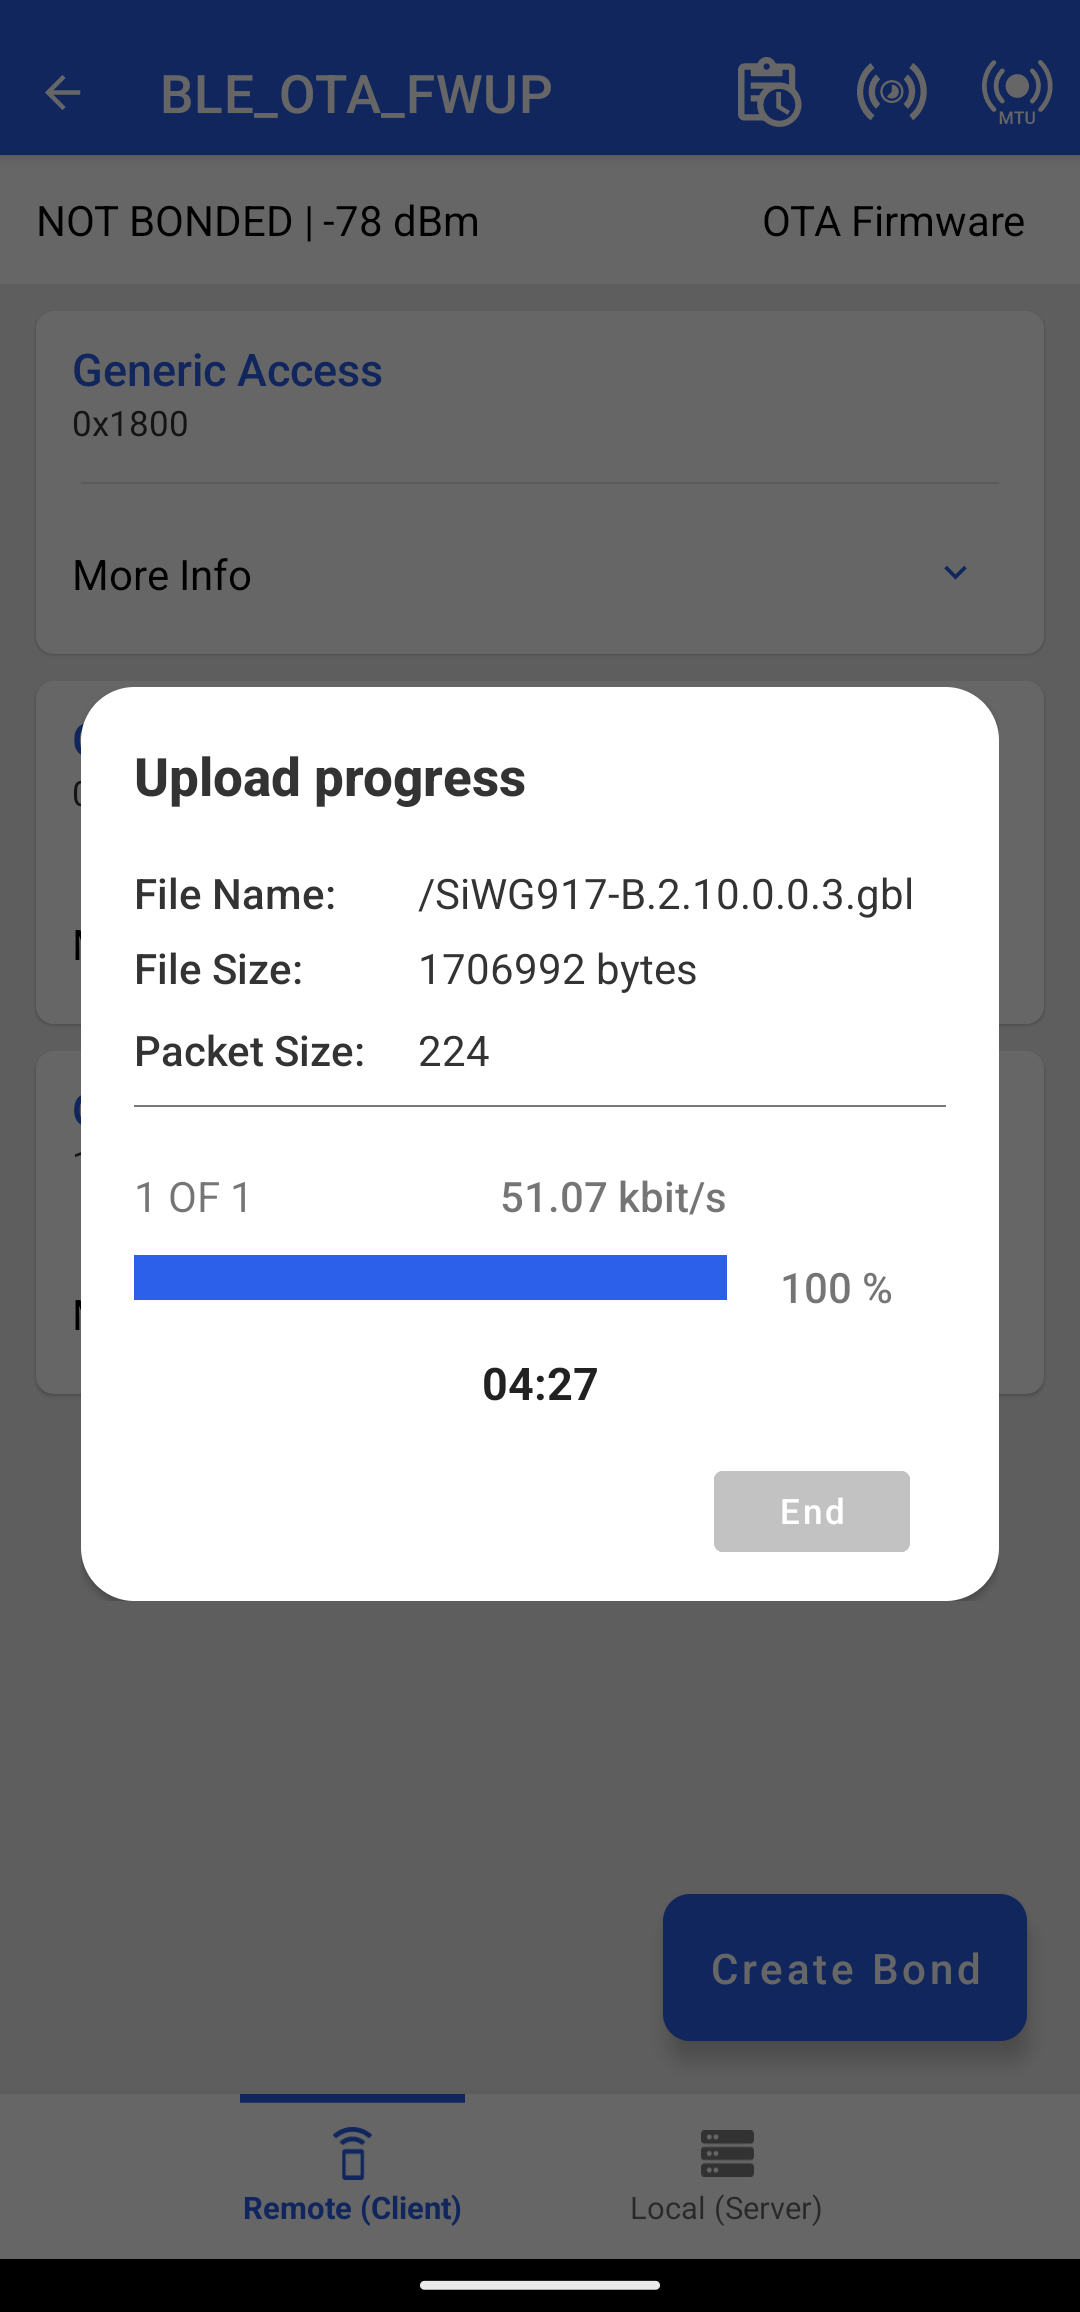 BLE_OTA_FWUP
MTU
NOT BONDED | -78 dBm
OTA Firmware
Generic Access
0x1800
More Info
Upload progress
File Name: /SiWG917-B.2.10.0.0.3.gbl
File Size: 1706992 bytes
Packet Size: 224
1 OF 1
51.07 kbit/s
100 %
04:27
End
Create Bond
Remote (Client)
Local (Server)